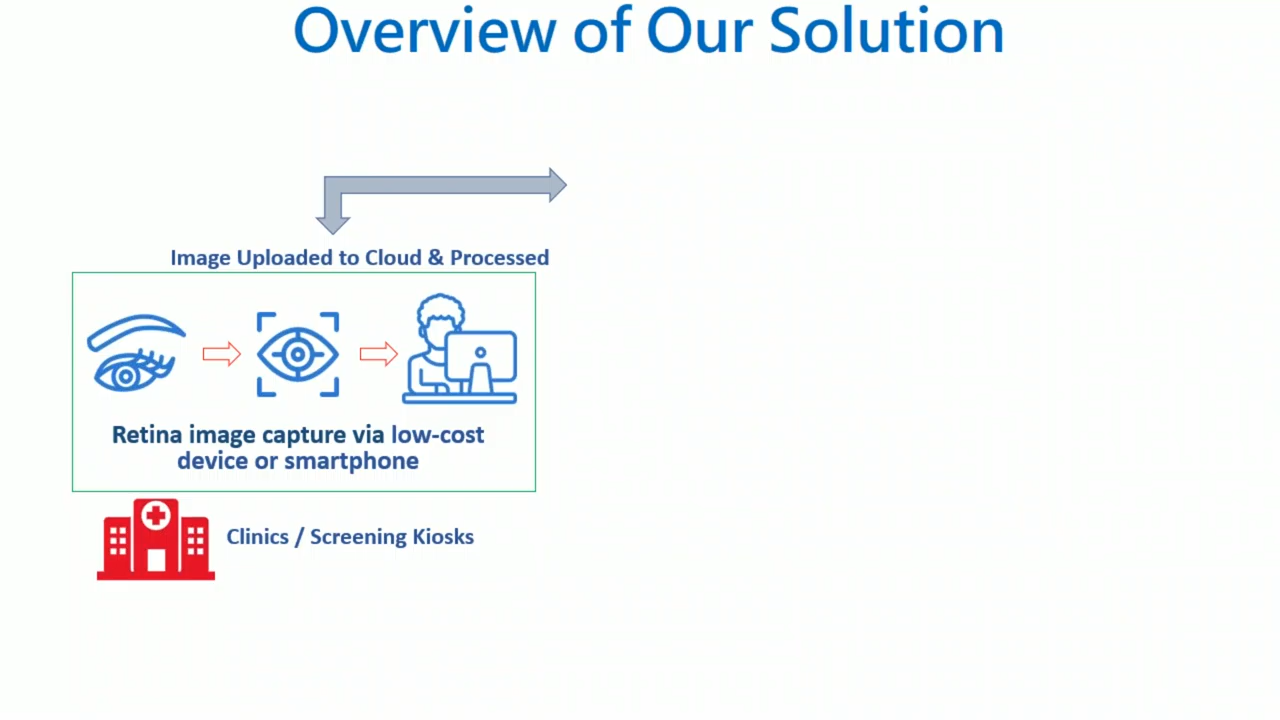 Overview of Our Solution
Image Uploaded to Cloud & Processed
Retina image capture via low-cost
device or smartphone
Clinics / Screening Kiosks